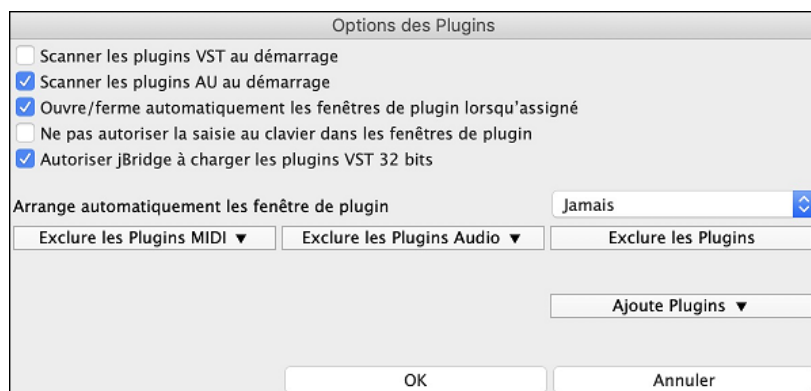 Options des Plugins
Scanner les plugins VST au démarrage
Scanner les plugins AU au démarrage
Ouvre/ferme automatiquement les fenêtres de plugin lorsqu'assigné
Ne pas autoriser la saisie au clavier dans les fenêtres de plugin
Autoriser jBridge à charger les plugins VST 32 bits
Arrange automatiquement les fenêtre de plugin Jamais
Exclure les Plugins MIDI ▼ Exclure les Plugins Audio ▼ Exclure les Plugins
Ajoute Plugins ▼
OK Annuler